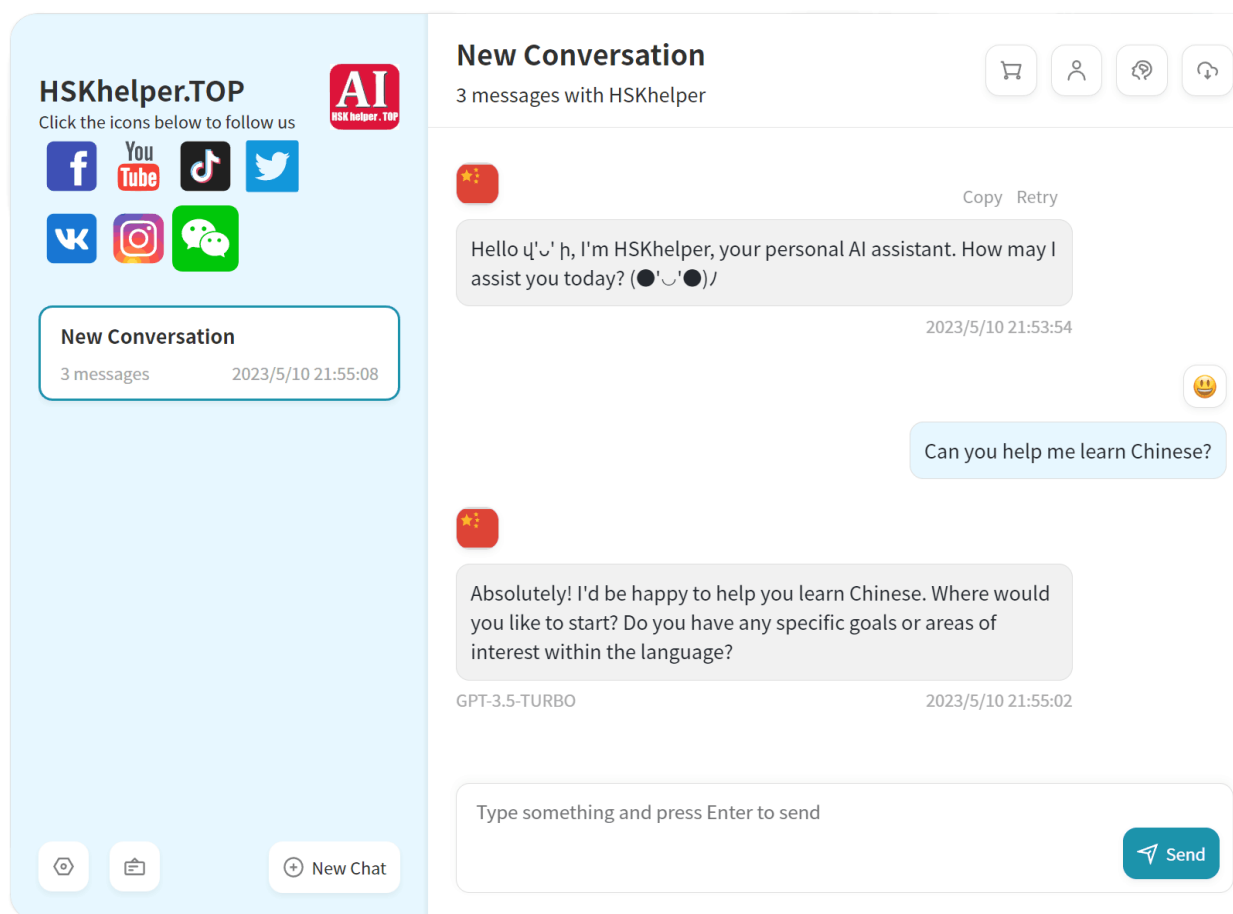 HSKhelper.TOP
Click the icons below to follow us
AI
HSK helper . TOP
f
You
Tube
New Conversation
3 messages
2023/5/10 21:55:08
New Chat
New Conversation
3 messages with HSKhelper
Copy Retry
Hello վ'ᴗ' ի, I'm HSKhelper, your personal AI assistant. How may I
assist you today? (●'◡'●)ﾉ
2023/5/10 21:53:54
Can you help me learn Chinese?
Absolutely! I'd be happy to help you learn Chinese. Where would
you like to start? Do you have any specific goals or areas of
interest within the language?
GPT-3.5-TURBO
2023/5/10 21:55:02
Type something and press Enter to send
Send